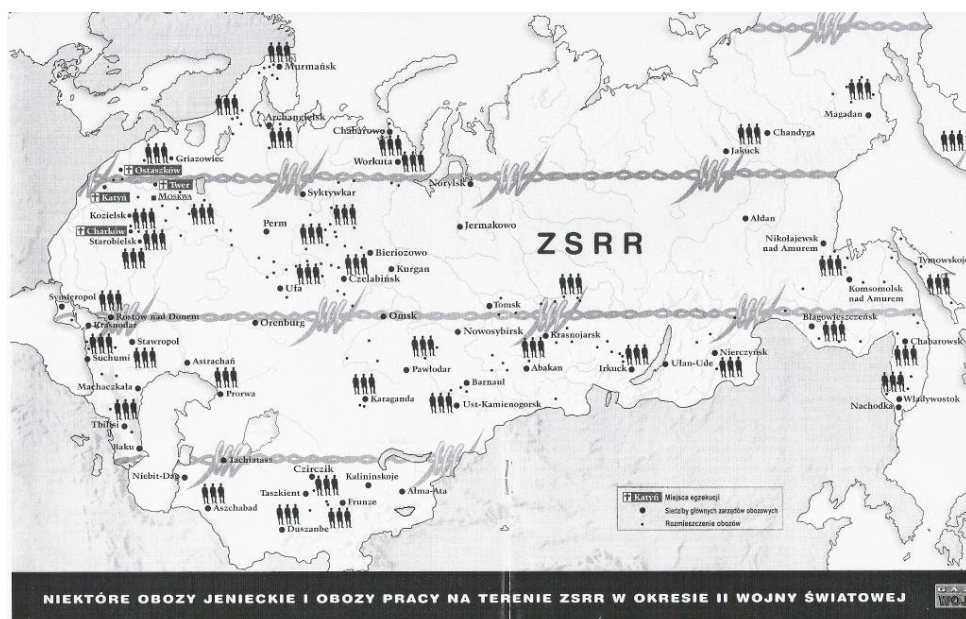 Murmańsk
Archangielsk
Chabarowo
Magadan
Chandyga
Jakuck
Griazowiec
Workuta
Ostaszków
Twer
Norylsk
Katyń
Moskwa
Syktywkar
Kozielsk
Perm
Jermakowo
Ałdan
Charków
Starobielsk
ZSRR
Nikołajewsk
nad Amurem
Bieriozowo
Tymowskoje
Kurgan
Czelabińsk
Ufa
Komsomolsk
nad Amurem
Symferopol
Tomsk
Rostów nad Donem
Orenburg
Omsk
Błagowieszczeńsk
Krasnodar
Nowosybirsk
Krasnojarsk
Stawropol
Chabarowsk
Suchumi
Astrachań
Nierczyńsk
Pawłodar
Abakan
Irkuck
Ułan-Ude
Machaczkała
Prorwa
Barnauł
Karaganda
Ust-Kamienogorsk
Władywostok
Nachodka
Tbilisi
Baku
Tachiatasz
Niebit-Dag
Czirczik
Kalininskoje
Taszkient
Ałma-Ata
Frunze
Aszchabad
Duszanbe
Katyń Miejsca egzekucji
Siedziby głównych zarządów obozowych
Rozmieszczenie obozów
NIEKTÓRE OBOZY JENIECKIE I OBOZY PRACY NA TERENIE ZSRR W OKRESIE II WOJNY ŚWIATOWEJ